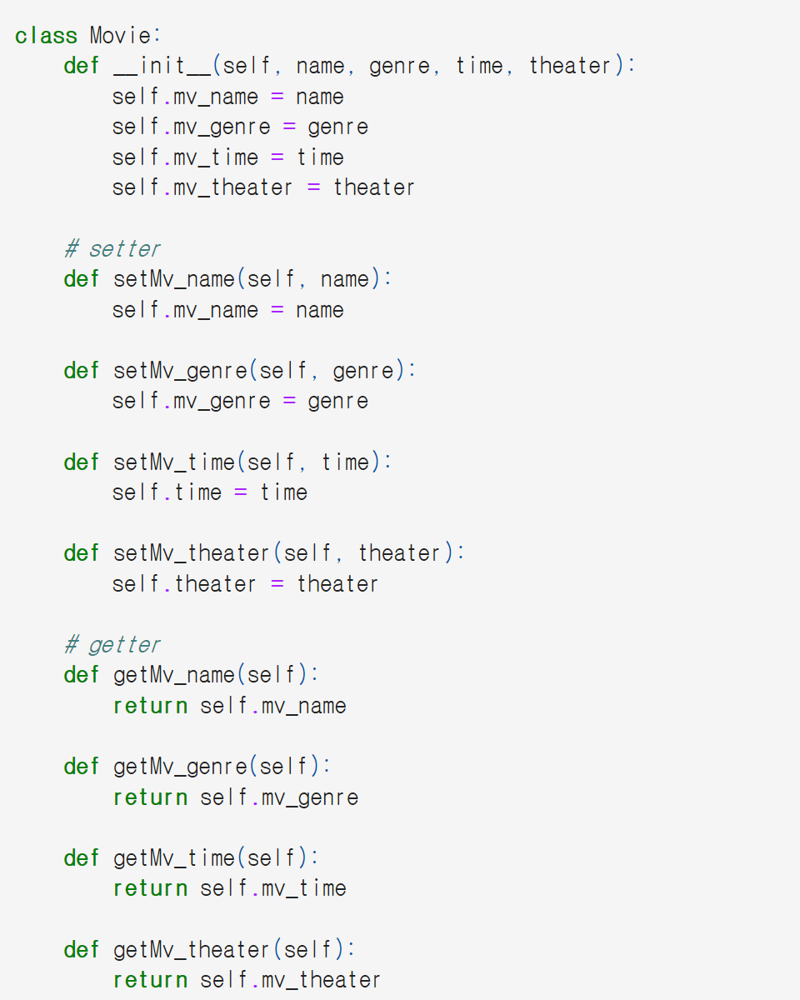 class Movie:
    def __init__(self, name, genre, time, theater):
        self.mv_name = name
        self.mv_genre = genre
        self.mv_time = time
        self.mv_theater = theater

    # setter
    def setMv_name(self, name):
        self.mv_name = name

    def setMv_genre(self, genre):
        self.mv_genre = genre

    def setMv_time(self, time):
        self.time = time

    def setMv_theater(self, theater):
        self.theater = theater

    # getter
    def getMv_name(self):
        return self.mv_name

    def getMv_genre(self):
        return self.mv_genre

    def getMv_time(self):
        return self.mv_time

    def getMv_theater(self):
        return self.mv_theater